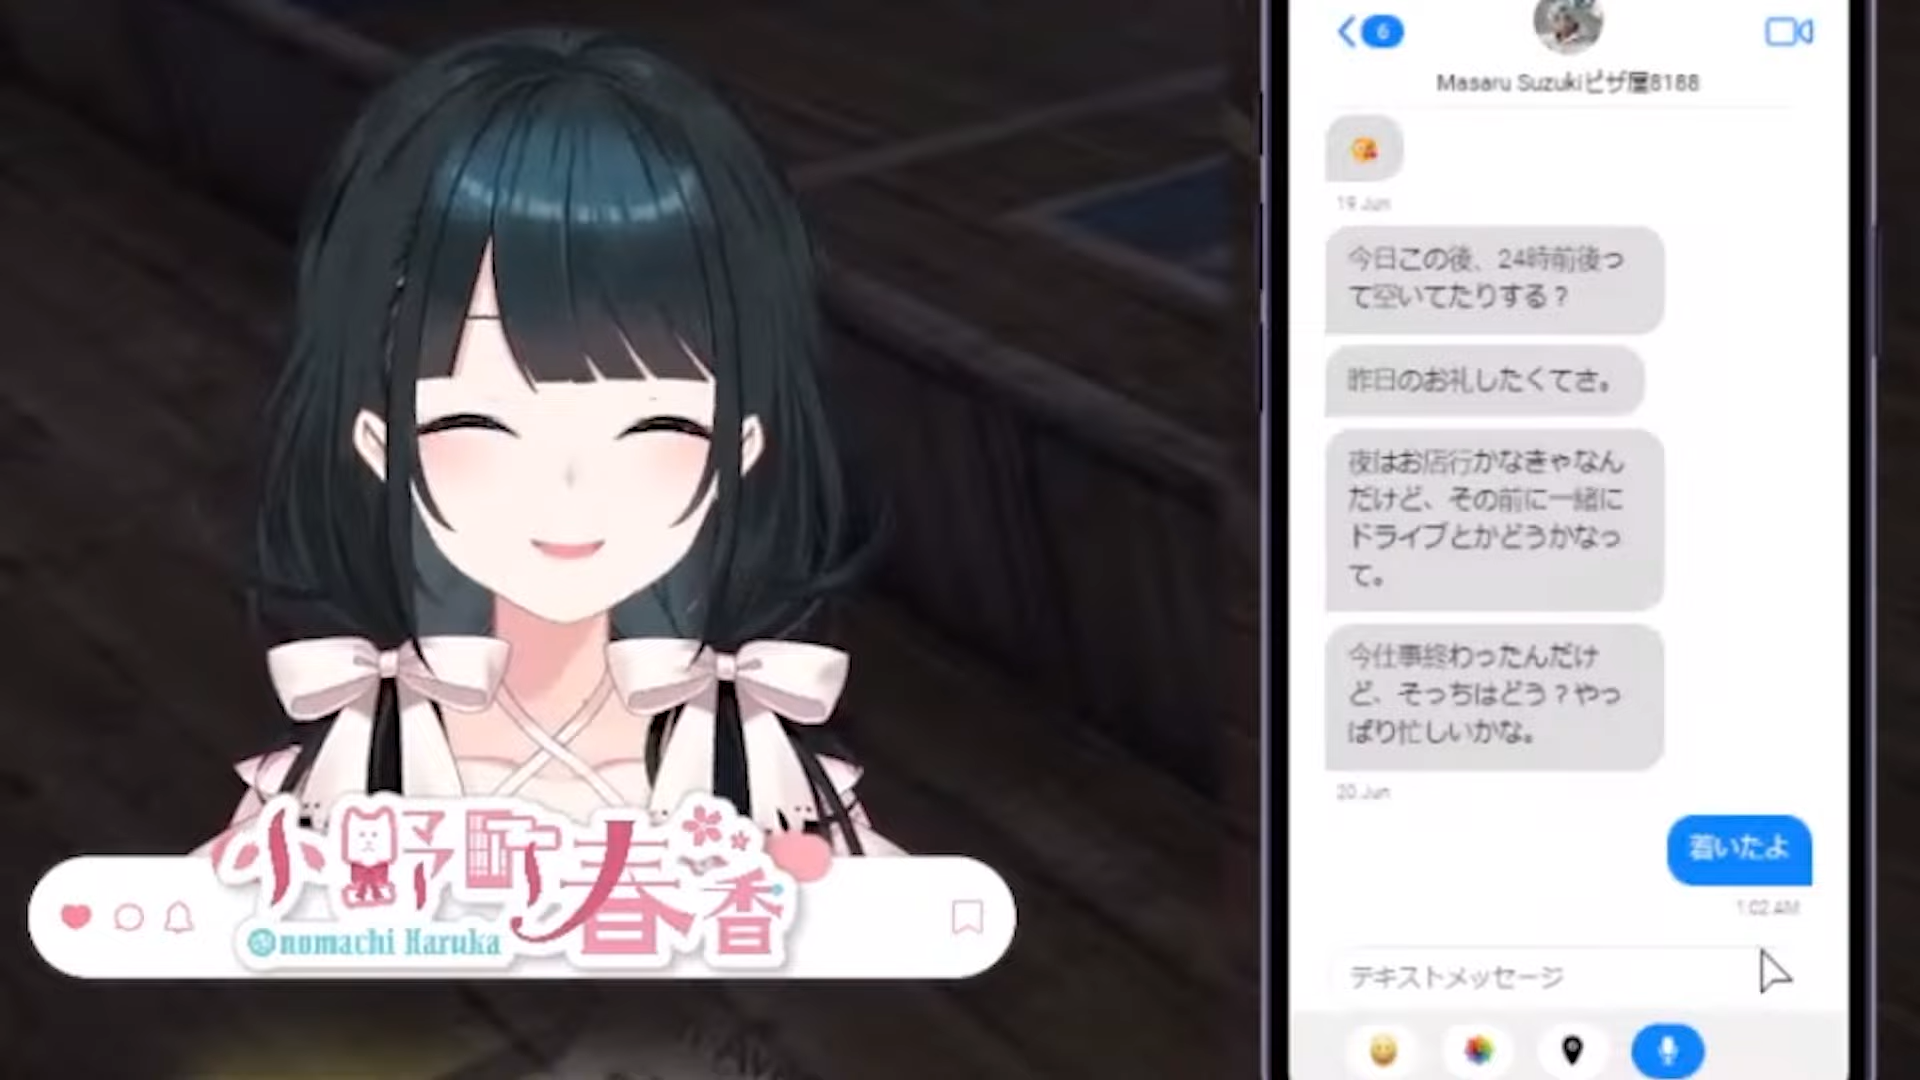 6
Masaru Suzukiピザ屋8188
19 Jun
今日この後、24時前後っ
て空いてたりする？
昨日のお礼したくてさ。
夜はお店行かなきゃなん
だけど、その前に一緒に
ドライブとかどうかなっ
て。
今仕事終わったんだけ
ど、そっちはどう？やっ
ぱり忙しいかな。
20 Jun
着いたよ
1:02 AM
テキストメッセージ
小野町春香
@nomachi Haruka